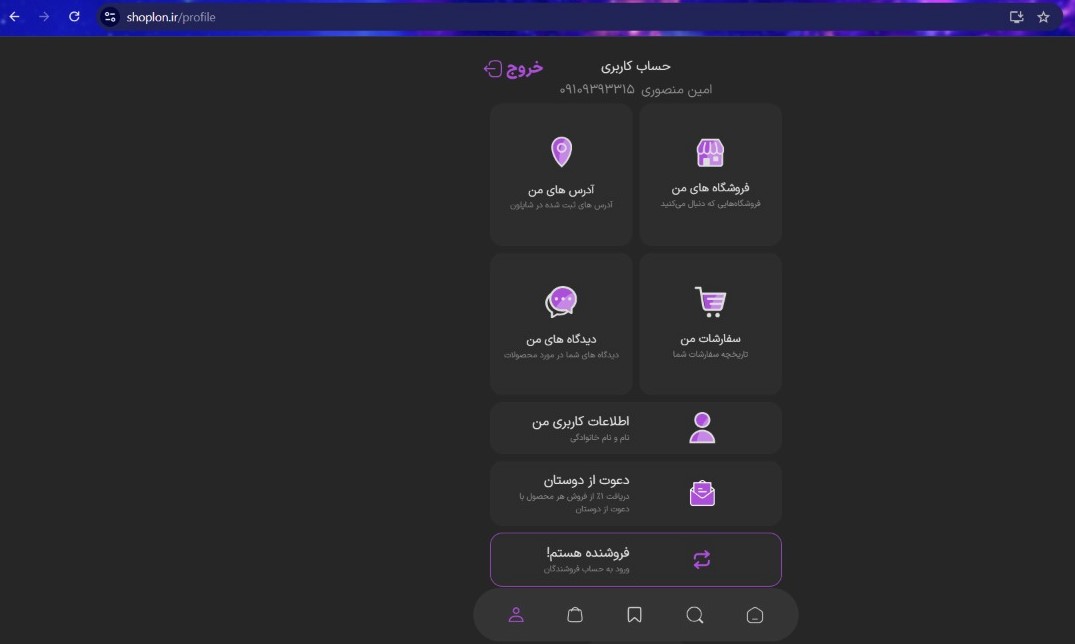 shoplon.ir/profile
حساب کاربری
خروج
امین منصوری ۰۹۱۰۹۳۹۳۳۱۵
فروشگاه های من
فروشگاه‌هایی که دنبال می‌کنید
آدرس های من
آدرس های ثبت شده در شاپلون
سفارشات من
تاریخچه سفارشات شما
دیدگاه های من
دیدگاه های شما در مورد محصولات
اطلاعات کاربری من
نام و نام خانوادگی
دعوت از دوستان
دریافت ۱٪ از فروش هر محصول با
دعوت از دوستان
فروشنده هستم!
ورود به حساب فروشندگان